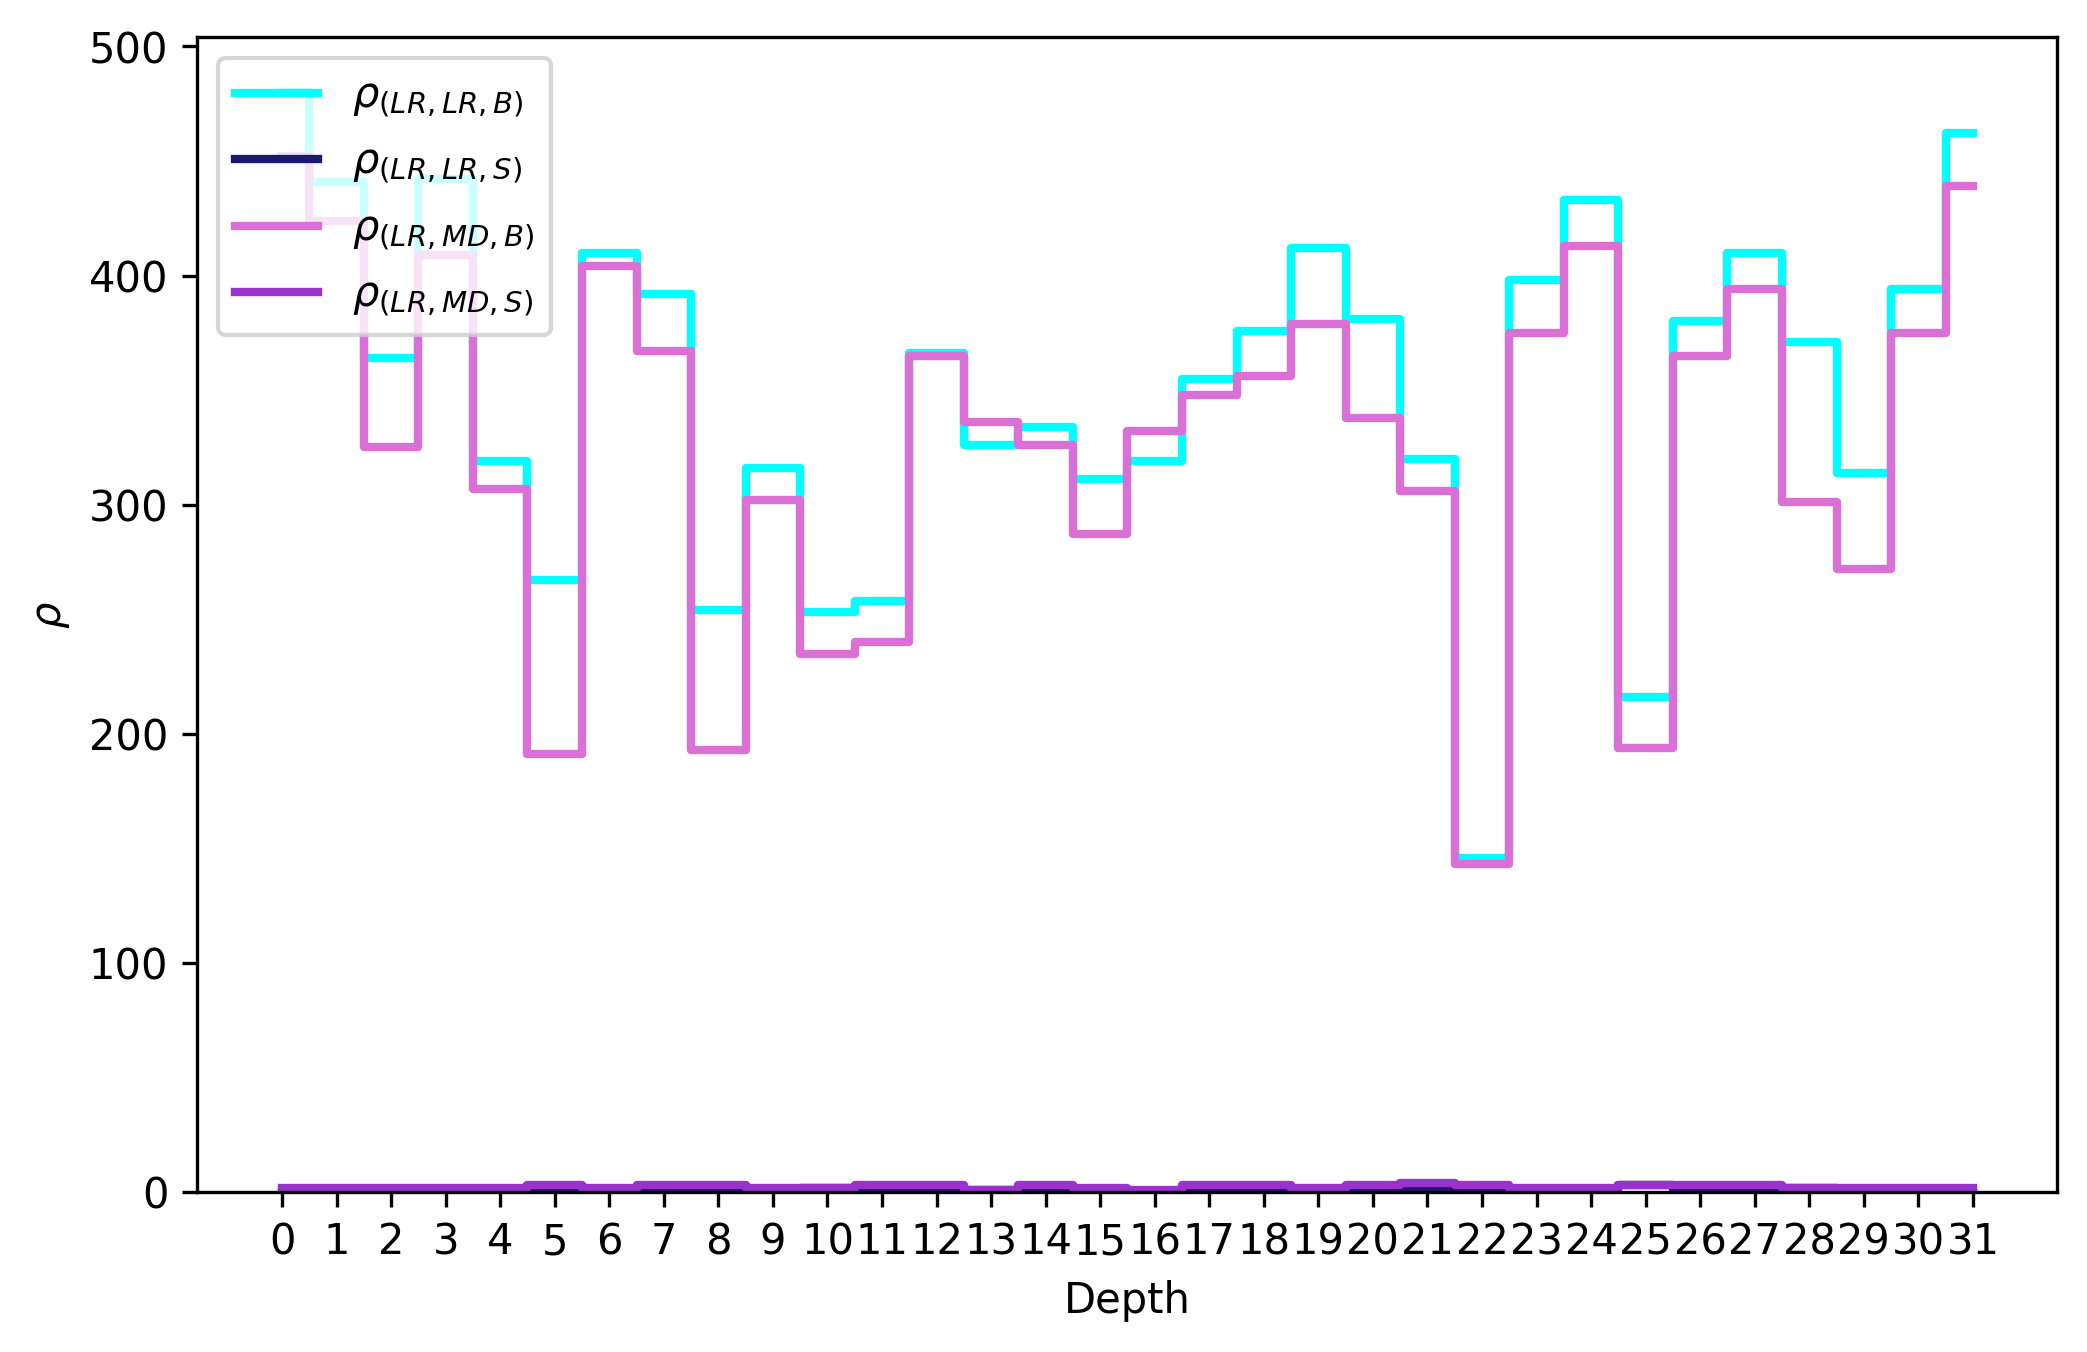 500
400
300
200
100
0
ρ
ρ(LR, LR, B)
ρ(LR, LR, S)
ρ(LR, MD, B)
ρ(LR, MD, S)
0 1 2 3 4 5 6 7 8 9 10 11 12 13 14 15 16 17 18 19 20 21 22 23 24 25 26 27 28 29 30 31
Depth